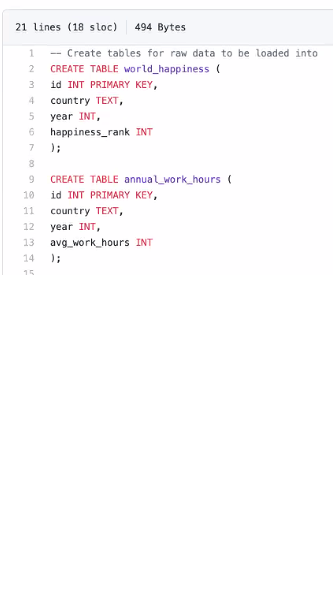 21 lines (18 sloc) 494 Bytes
1 -- Create tables for raw data to be loaded into
2 CREATE TABLE world_happiness (
3 id INT PRIMARY KEY,
4 country TEXT,
5 year INT,
6 happiness_rank INT
7 );
8
9 CREATE TABLE annual_work_hours (
10 id INT PRIMARY KEY,
11 country TEXT,
12 year INT,
13 avg_work_hours INT
14 );
15